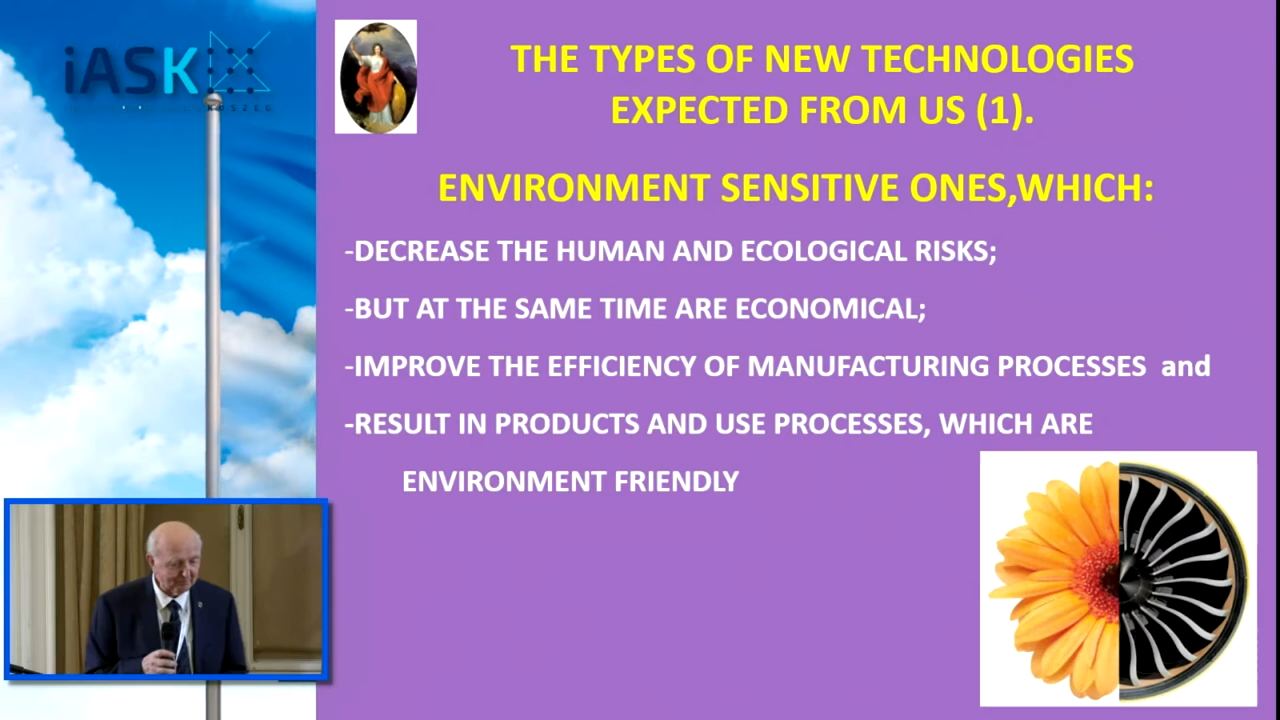 iASK
KOSZEG
THE TYPES OF NEW TECHNOLOGIES
EXPECTED FROM US (1).
ENVIRONMENT SENSITIVE ONES,WHICH:
-DECREASE THE HUMAN AND ECOLOGICAL RISKS;
-BUT AT THE SAME TIME ARE ECONOMICAL;
-IMPROVE THE EFFICIENCY OF MANUFACTURING PROCESSES and
-RESULT IN PRODUCTS AND USE PROCESSES, WHICH ARE
ENVIRONMENT FRIENDLY